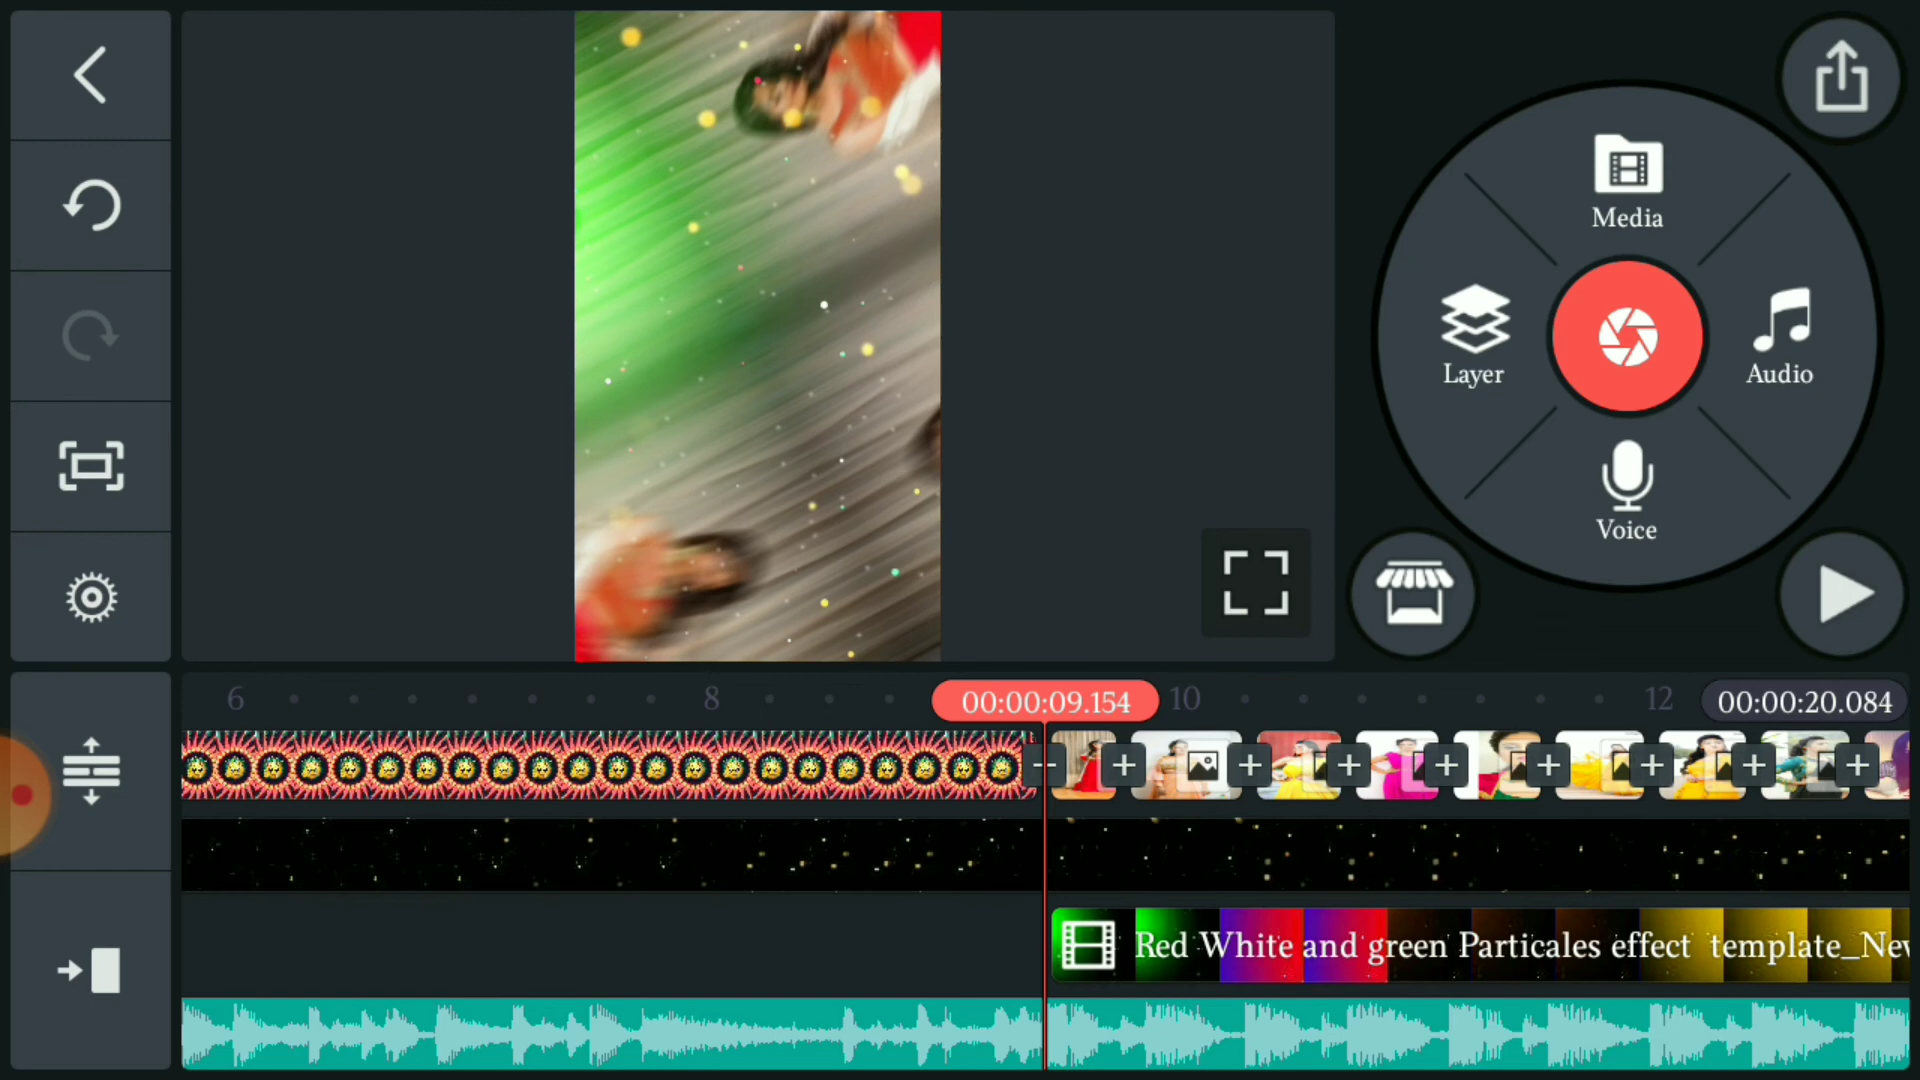 Media
Layer
Audio
Voice
6
8
00:00:09.154
10
12
00:00:20.084
Red White and green Particales effect template_Nev